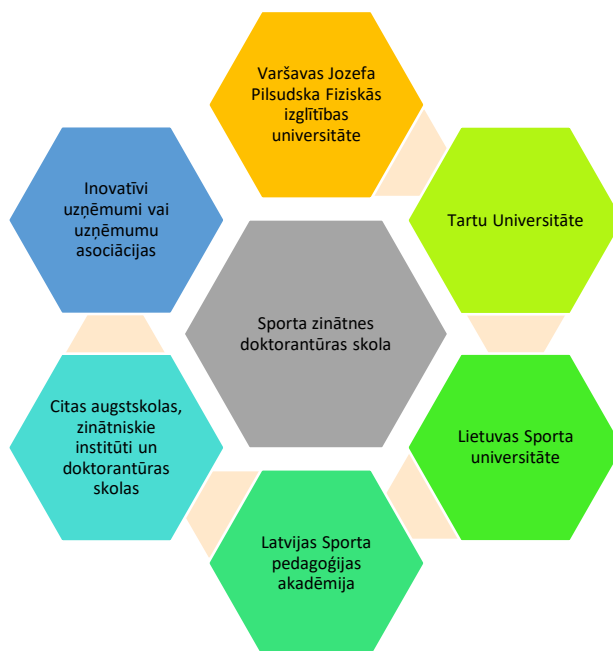 Varšavas Jozefa
Pilsudska Fiziskās
izglītības
universitāte
Tartu Universitāte
Lietuvas Sporta
universitāte
Latvijas Sporta
pedagoģijas
akadēmija
Citas augstskolas,
zinātniskie
institūti un
doktorantūras
skolas
Inovatīvi
uzņēmumi vai
uzņēmumu
asociācijas
Sporta zinātnes
doktorantūras skola